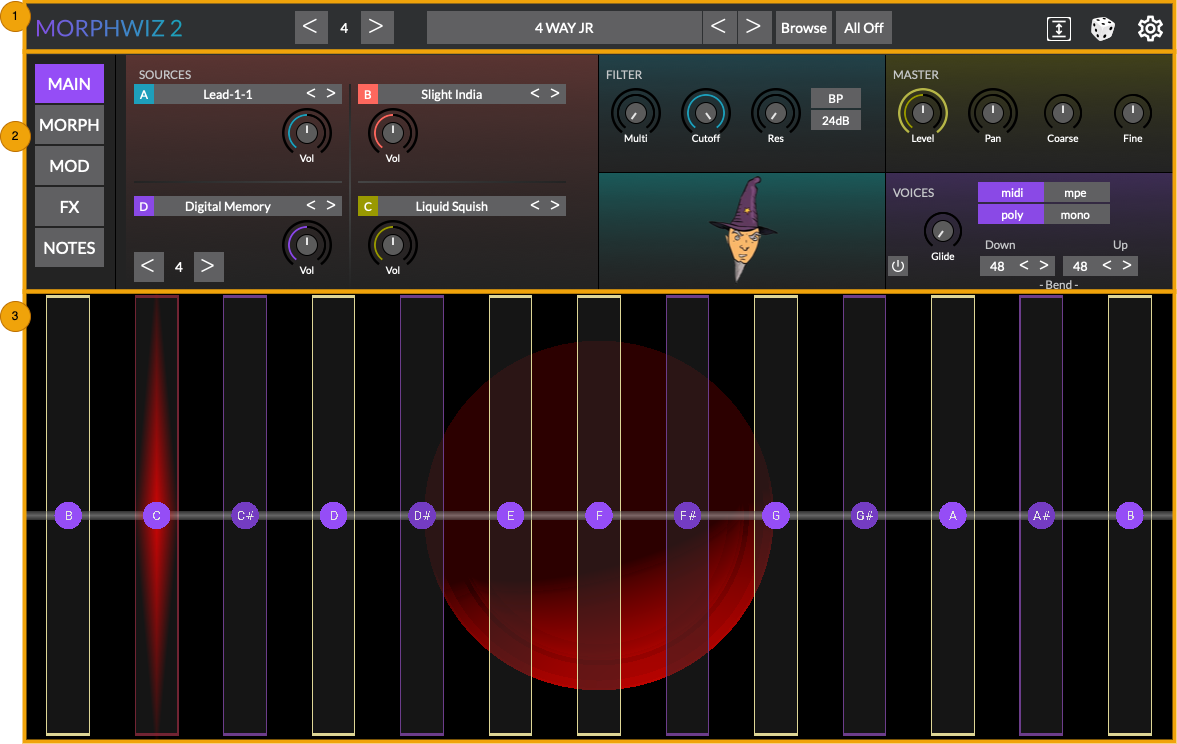 1
MORPHWIZ 2
< 4 >
4 WAY JR < > Browse All Off
2
MAIN
MORPH
MOD
FX
NOTES
SOURCES
A Lead-1-1 < >
Vol
B Slight India < >
Vol
D Digital Memory < >
Vol
< 4 >
C Liquid Squish < >
Vol
FILTER
Multi Cutoff Res
BP
24dB
MASTER
Level Pan Coarse Fine
VOICES
Glide
midi mpe
poly mono
Down Up
48 < > 48 < >
- Bend -
3
B C C# D D# E F F# G G# A A# B